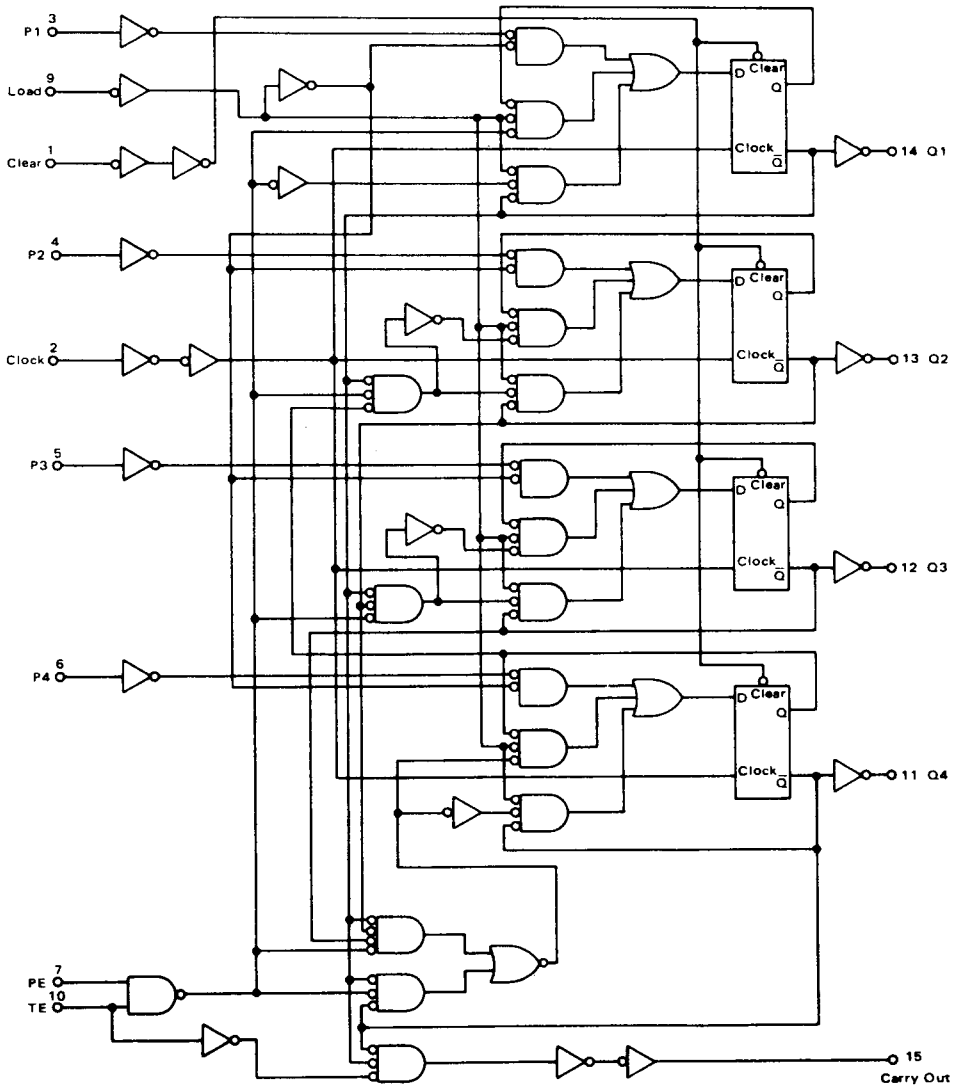 3
P1
9
Load
1
Clear
D Clear
Q
Clock
Q
14 Q1
4
P2
D Clear
Q
2
Clock
Clock
Q
13 Q2
5
P3
D Clear
Q
Clock
Q
12 Q3
6
P4
D Clear
Q
Clock
Q
11 Q4
7
PE
10
TE
15
Carry Out